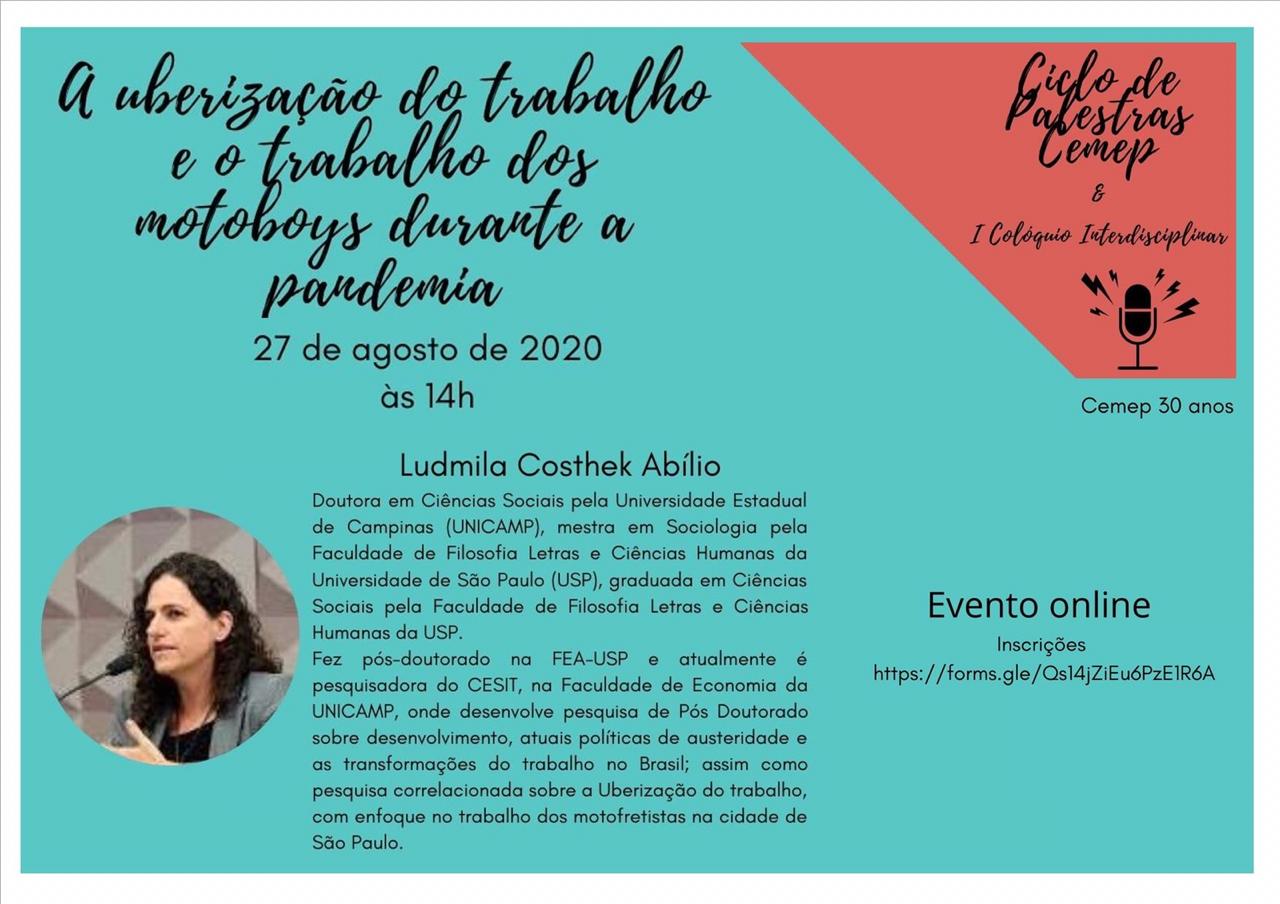 A uberização do trabalho
e o trabalho dos
motoboys durante a
pandemia
27 de agosto de 2020
às 14h
Ciclo de
Palestras
Cemep
&
I Colóquio Interdisciplinar
Cemep 30 anos
Ludmila Costhek Abílio
Doutora em Ciências Sociais pela Universidade Estadual
de Campinas (UNICAMP), mestra em Sociologia pela
Faculdade de Filosofia Letras e Ciências Humanas da
Universidade de São Paulo (USP), graduada em Ciências
Sociais pela Faculdade de Filosofia Letras e Ciências
Humanas da USP.
Fez pós-doutorado na FEA-USP e atualmente é
pesquisadora do CESIT, na Faculdade de Economia da
UNICAMP, onde desenvolve pesquisa de Pós Doutorado
sobre desenvolvimento, atuais políticas de austeridade e
as transformações do trabalho no Brasil; assim como
pesquisa correlacionada sobre a Uberização do trabalho,
com enfoque no trabalho dos motofretistas na cidade de
São Paulo.
Evento online
Inscrições
https://forms.gle/Qs14jZiEu6PzE1R6A